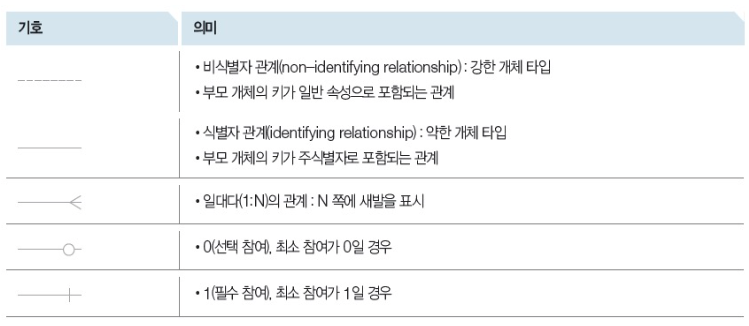 기호 의미
• 비식별자 관계(non-identifying relationship) : 강한 개체 타입
• 부모 개체의 키가 일반 속성으로 포함되는 관계
• 식별자 관계(identifying relationship) : 약한 개체 타입
• 부모 개체의 키가 주식별자로 포함되는 관계
• 일대다(1:N)의 관계 : N 쪽에 새발을 표시
• 0(선택 참여), 최소 참여가 0일 경우
• 1(필수 참여), 최소 참여가 1일 경우